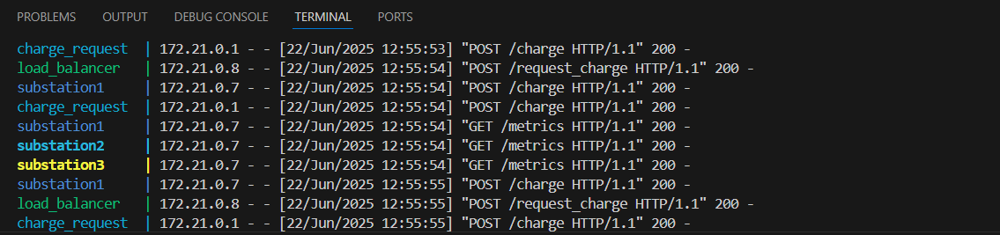 PROBLEMS OUTPUT DEBUG CONSOLE TERMINAL PORTS
charge_request | 172.21.0.1 - - [22/Jun/2025 12:55:53] "POST /charge HTTP/1.1" 200 -
load_balancer | 172.21.0.8 - - [22/Jun/2025 12:55:54] "POST /request_charge HTTP/1.1" 200 -
substation1 | 172.21.0.7 - - [22/Jun/2025 12:55:54] "POST /charge HTTP/1.1" 200 -
charge_request | 172.21.0.1 - - [22/Jun/2025 12:55:54] "POST /charge HTTP/1.1" 200 -
substation1 | 172.21.0.7 - - [22/Jun/2025 12:55:54] "GET /metrics HTTP/1.1" 200 -
substation2 | 172.21.0.7 - - [22/Jun/2025 12:55:54] "GET /metrics HTTP/1.1" 200 -
substation3 | 172.21.0.7 - - [22/Jun/2025 12:55:54] "GET /metrics HTTP/1.1" 200 -
substation1 | 172.21.0.7 - - [22/Jun/2025 12:55:55] "POST /charge HTTP/1.1" 200 -
load_balancer | 172.21.0.8 - - [22/Jun/2025 12:55:55] "POST /request_charge HTTP/1.1" 200 -
charge_request | 172.21.0.1 - - [22/Jun/2025 12:55:55] "POST /charge HTTP/1.1" 200 -